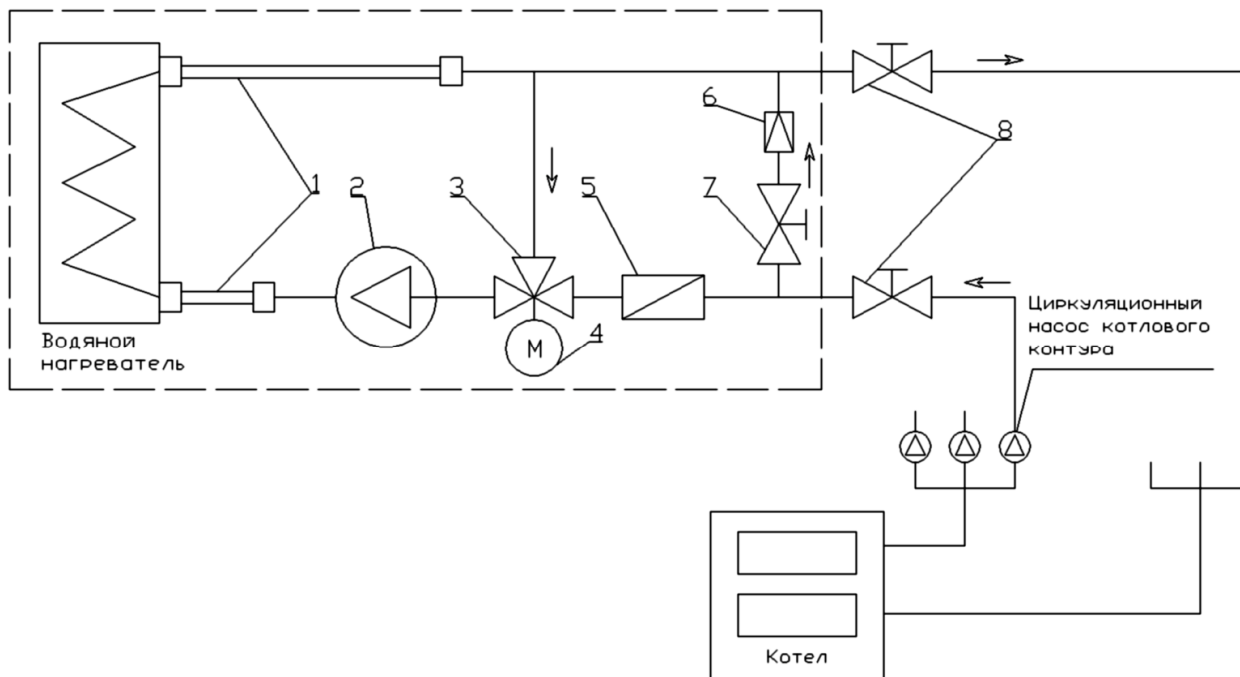 6
8
1
2
3
5
7
Циркуляционный
насос котлового
контура
Водяной
нагреватель
М
4
Котел